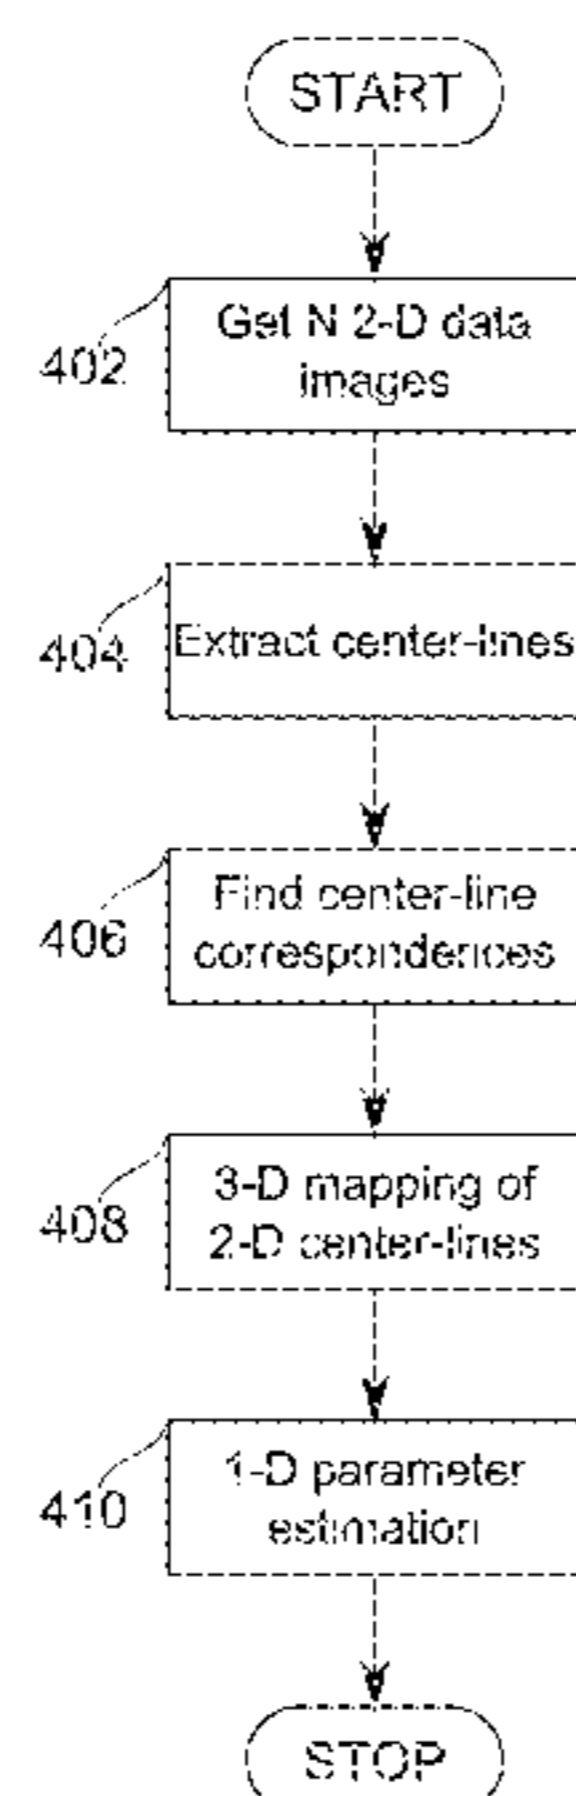 START
402
Get N 2-D data
images
404
Extract center-lines
406
Find center-line
correspondences
408
3-D mapping of
2-D center-lines
410
1-D parameter
estimation
STOP